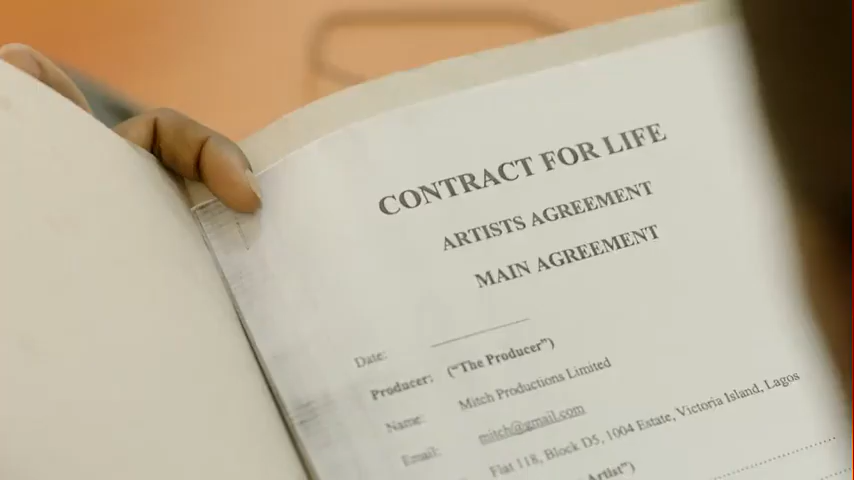 CONTRACT FOR LIFE
ARTISTS AGREEMENT
MAIN AGREEMENT
Date:
Producer: ("The Producer")
Name: Mitch Productions Limited
Email: mitch@gmail.com
Flat 118, Block D5, 1004 Estate, Victoria Island, Lagos
Artist")